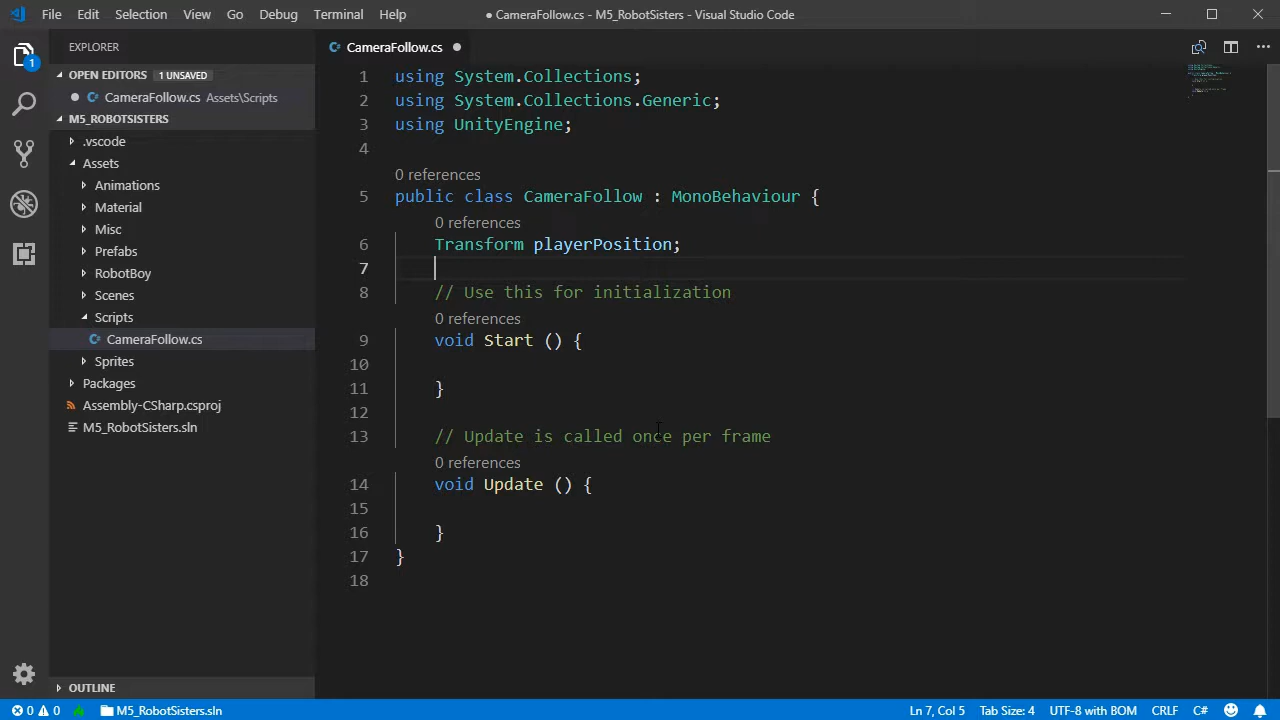 File Edit Selection View Go Debug Terminal Help
● CameraFollow.cs - M5_RobotSisters - Visual Studio Code
EXPLORER
OPEN EDITORS 1 UNSAVED
CameraFollow.cs Assets\Scripts
M5_ROBOTSISTERS
.vscode
Assets
Animations
Material
Misc
Prefabs
RobotBoy
Scenes
Scripts
CameraFollow.cs
Sprites
Packages
Assembly-CSharp.csproj
M5_RobotSisters.sln
OUTLINE
1
CameraFollow.cs
1 using System.Collections;
2 using System.Collections.Generic;
3 using UnityEngine;
4
0 references
5 public class CameraFollow : MonoBehaviour {
0 references
6 Transform playerPosition;
7
8 // Use this for initialization
0 references
9 void Start () {
10
11 }
12
13 // Update is called once per frame
0 references
14 void Update () {
15
16 }
17 }
18
0 0 M5_RobotSisters.sln
Ln 7, Col 5 Tab Size: 4 UTF-8 with BOM CRLF C#